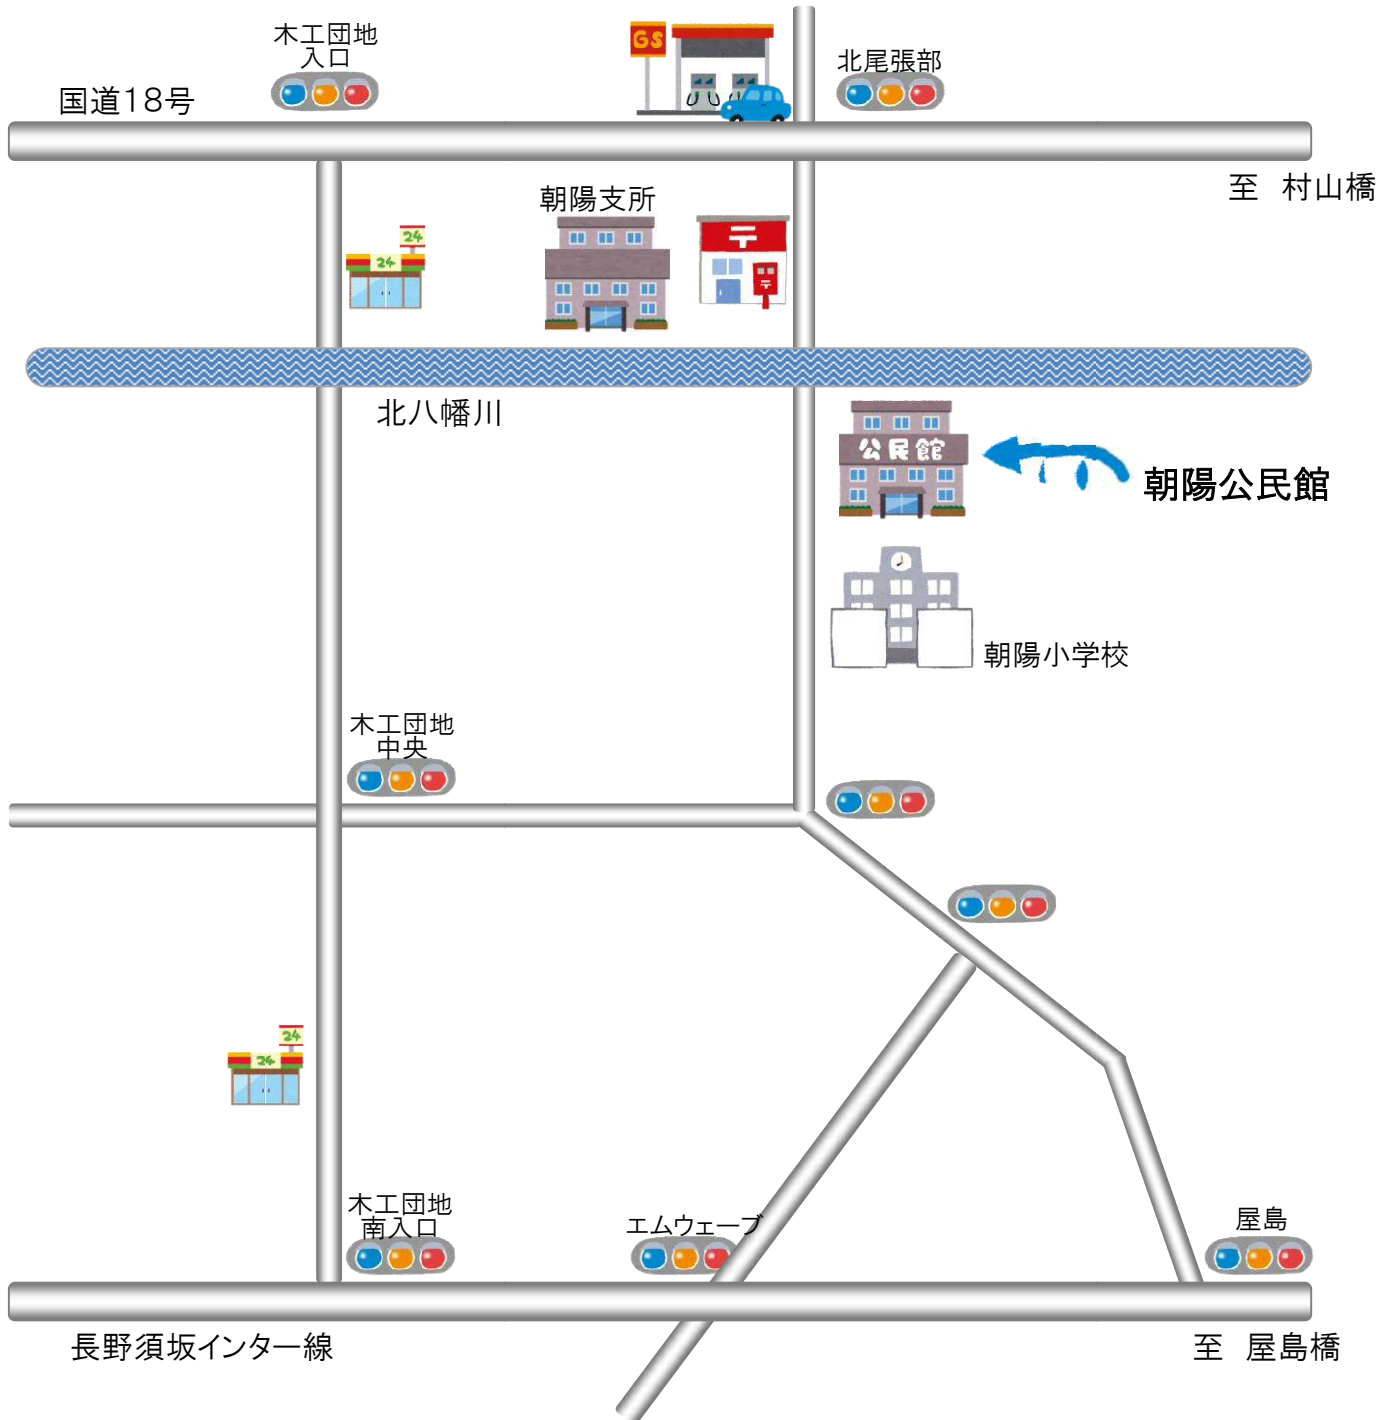 木工団地
入口
GS
北尾張部
国道18号
至　村山橋
朝陽支所
〒
〒
24
24
北八幡川
公民館
朝陽公民館
朝陽小学校
木工団地
中央
24
24
木工団地
南入口
エムウェーブ
屋島
長野須坂インター線
至　屋島橋